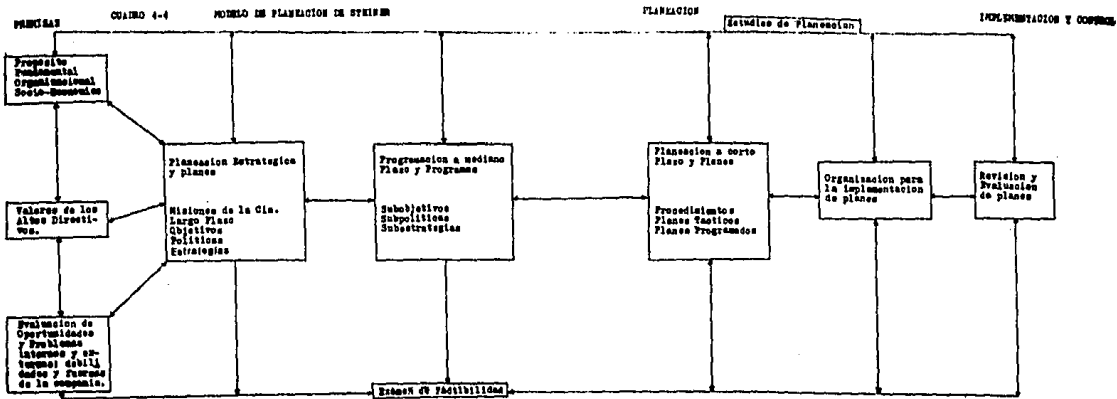 PREMISAS
CUADRO 4-4 MODELO DE PLANEACION DE STEINER
PLANEACION
IMPLEMENTACION Y CONTROL
Estudios de Planeacion
Proposito
Fundamental
Organizacional
Socio-Economico
Valores de los
Altos Directi-
vos.
Evaluacion de
Oportunidades
y Problemas
internos y ex-
ternos; debili
dades y fuerzas
de la compania.
Planeacion Estrategica
y planes
Misiones de la Cia.
Largo Plazo
Objetivos
Politicas
Estrategias
Programacion a mediano
Plazo y Programas
Subobjetivos
Subpoliticas
Subestrategias
Planeacion a corto
Plazo y Planes
Procedimientos
Planes Tacticos
Planes Programados
Organizacion para
la implementacion
de planes
Revision y
Evaluacion
de planes
Examen de Factibilidad